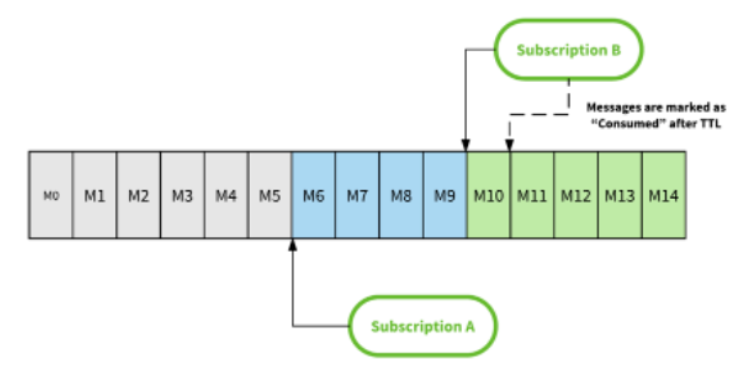 Subscription B
Messages are marked as
“Consumed” after TTL
M0 M1 M2 M3 M4 M5 M6 M7 M8 M9 M10 M11 M12 M13 M14
Subscription A